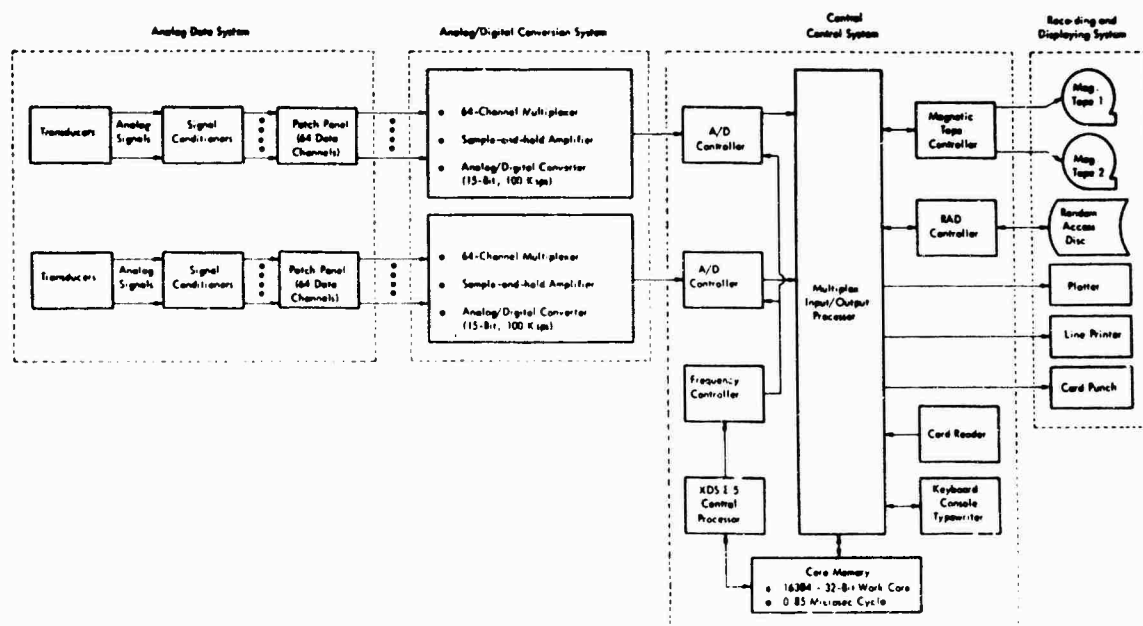 Analog Data System
Analog/Digital Conversion System
Control
Control System
Recording and
Displaying System
Transducers
Analog
Signals
Signal
Conditioners
Patch Panel
(64 Data
Channels)
• 64-Channel Multiplexer
• Sample-and-hold Amplifier
• Analog/Digital Converter
(15-Bit, 100 Ksps)
A/D
Controller
Multiplex
Input/Output
Processor
Magnetic
Tape
Controller
Mag.
Tape 1
Mag.
Tape 2
Transducers
Analog
Signals
Signal
Conditioners
Patch Panel
(64 Data
Channels)
• 64-Channel Multiplexer
• Sample-and-hold Amplifier
• Analog/Digital Converter
(15-Bit, 100 Ksps)
A/D
Controller
RAD
Controller
Random
Access
Disc
Plotter
Line Printer
Card Punch
Frequency
Controller
Card Reader
XDS Σ 5
Control
Processor
Keyboard
Console
Typewriter
Core Memory
• 16384 - 32-Bit Work Core
• 0.85 Microsec Cycle